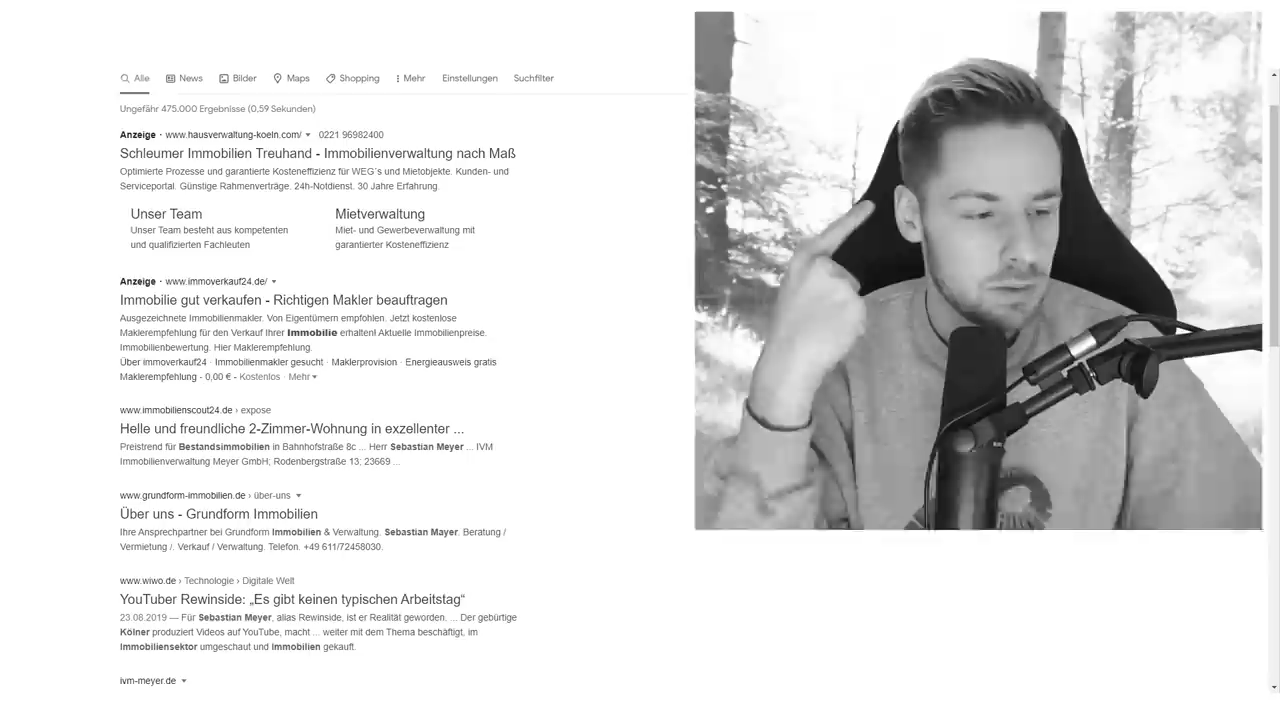 Alle News Bilder Maps Shopping Mehr Einstellungen Suchfilter
Ungefähr 475.000 Ergebnisse (0,59 Sekunden)
Anzeige · www.hausverwaltung-koeln.com/ 0221 96982400
Schleumer Immobilien Treuhand - Immobilienverwaltung nach Maß
Optimierte Prozesse und garantierte Kosteneffizienz für WEG´s und Mietobjekte. Kunden- und
Serviceportal. Günstige Rahmenverträge. 24h-Notdienst. 30 Jahre Erfahrung.
Unser Team
Unser Team besteht aus kompetenten
und qualifizierten Fachleuten
Mietverwaltung
Miet- und Gewerbeverwaltung mit
garantierter Kosteneffizienz
Anzeige · www.immoverkauf24.de/
Immobilie gut verkaufen - Richtigen Makler beauftragen
Ausgezeichnete Immobilienmakler. Von Eigentümern empfohlen. Jetzt kostenlose
Maklerempfehlung für den Verkauf Ihrer Immobilie erhalten! Aktuelle Immobilienpreise.
Immobilienbewertung. Hier Maklerempfehlung.
Über immoverkauf24 · Immobilienmakler gesucht · Maklerprovision · Energieausweis gratis
Maklerempfehlung - 0,00 € - Kostenlos · Mehr
www.immobilienscout24.de › expose
Helle und freundliche 2-Zimmer-Wohnung in exzellenter ...
Preistrend für Bestandsimmobilien in Bahnhofstraße 8c ... Herr Sebastian Meyer ... IVM
Immobilienverwaltung Meyer GmbH; Rodenbergstraße 13; 23669 ...
www.grundform-immobilien.de › über-uns
Über uns - Grundform Immobilien
Ihre Ansprechpartner bei Grundform Immobilien & Verwaltung. Sebastian Mayer. Beratung /
Vermietung /. Verkauf / Verwaltung. Telefon. +49 611/72458030.
www.wiwo.de › Technologie › Digitale Welt
YouTuber Rewinside: „Es gibt keinen typischen Arbeitstag“
23.08.2019 — Für Sebastian Meyer, alias Rewinside, ist er Realität geworden. ... Der gebürtige
Kölner produziert Videos auf YouTube, macht ... weiter mit dem Thema beschäftigt, im
Immobiliensektor umgeschaut und Immobilien gekauft.
ivm-meyer.de